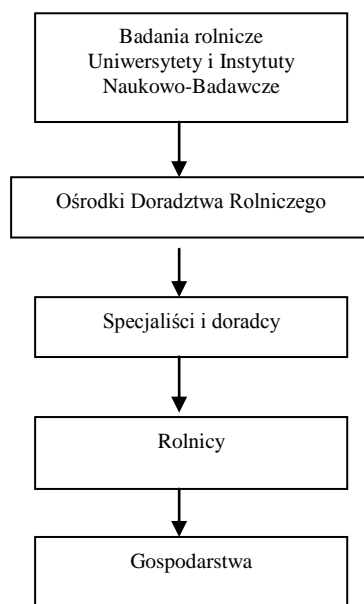 Badania rolnicze
Uniwersytety i Instytuty
Naukowo-Badawcze
Ośrodki Doradztwa Rolniczego
Specjaliści i doradcy
Rolnicy
Gospodarstwa